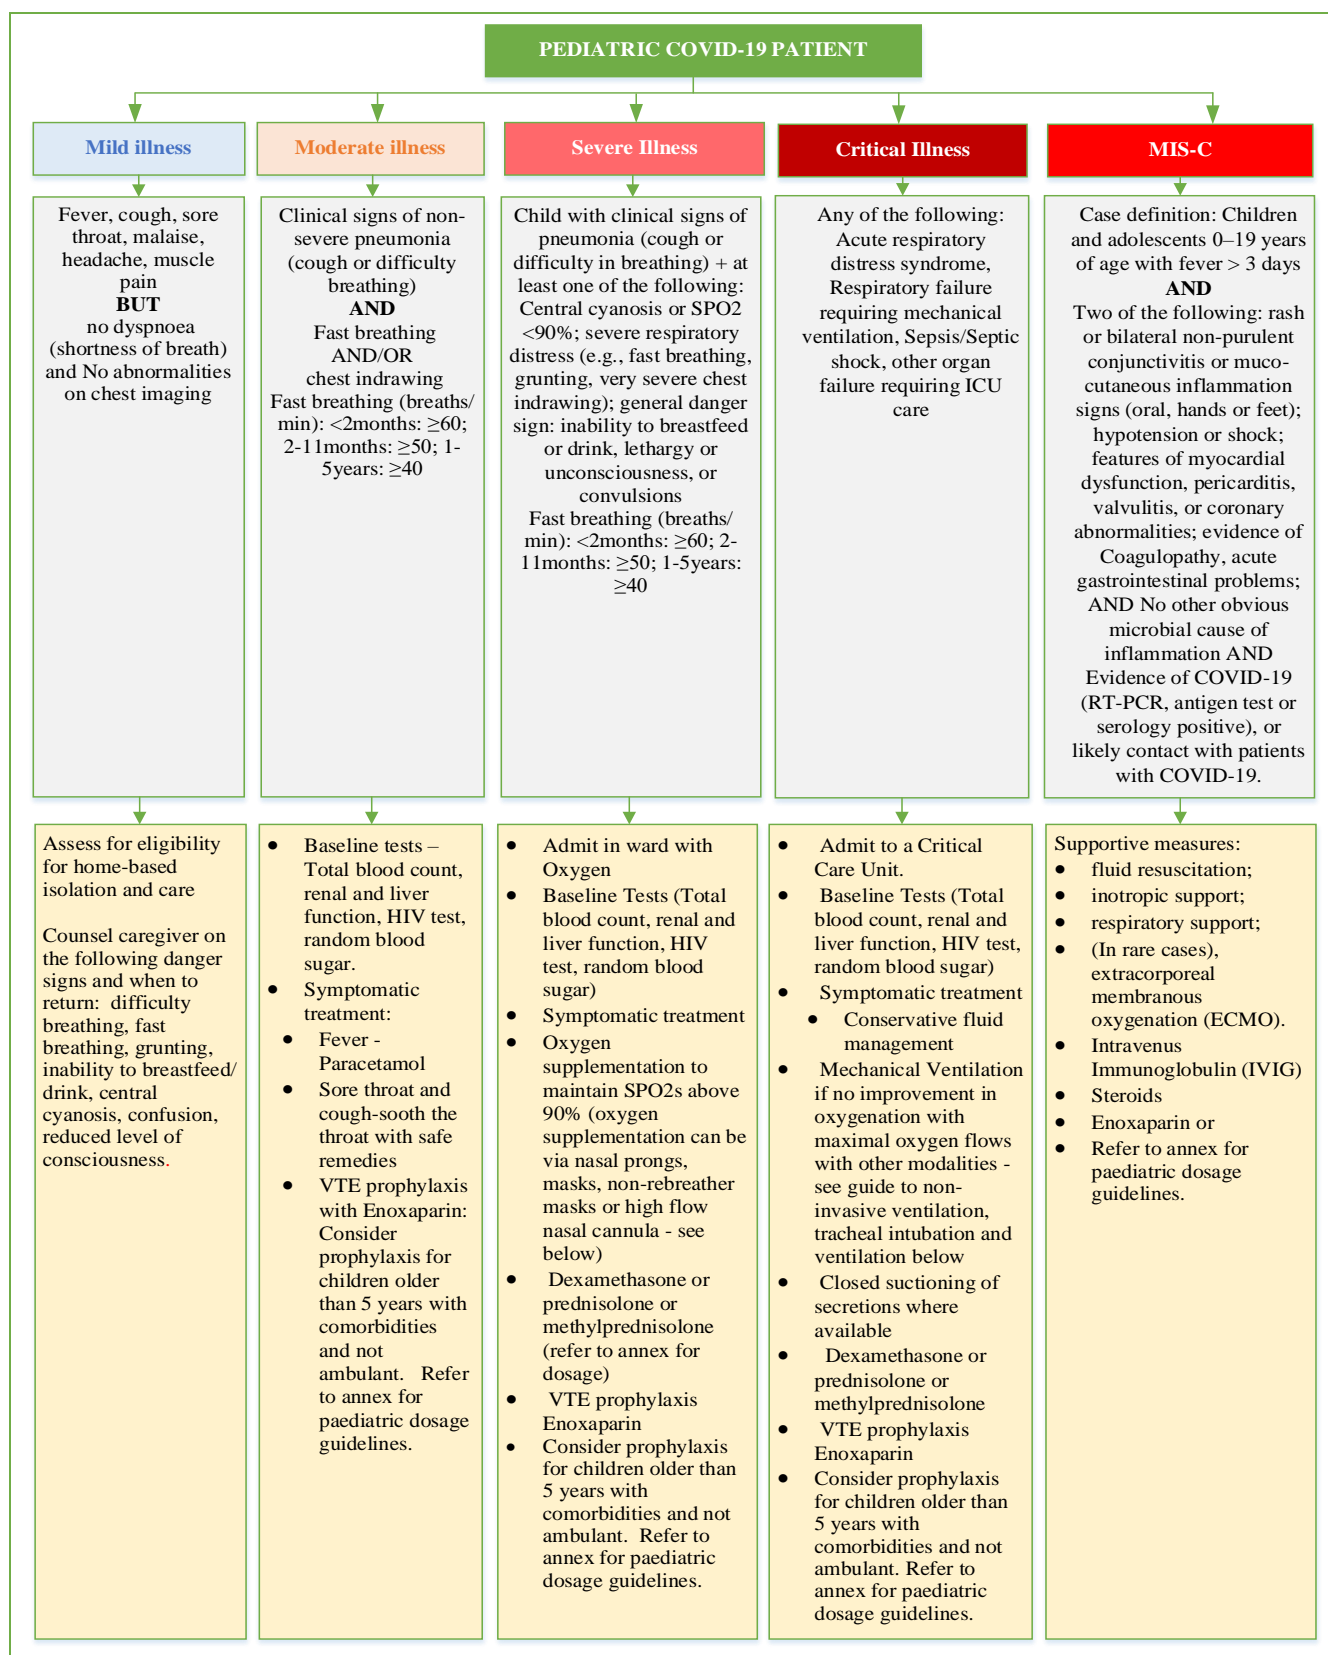 PEDIATRIC COVID-19 PATIENT
Mild illness
Moderate illness
Severe Illness
Critical Illness
MIS-C
Fever, cough, sore
throat, malaise,
headache, muscle
pain
BUT
no dyspnoea
(shortness of breath)
and No abnormalities
on chest imaging
Clinical signs of non-
severe pneumonia
(cough or difficulty
breathing)
AND
Fast breathing
AND/OR
chest indrawing
Fast breathing (breaths/
min): <2months: ≥60;
2-11months: ≥50; 1-
5years: ≥40
Child with clinical signs of
pneumonia (cough or
difficulty in breathing) + at
least one of the following:
Central cyanosis or SPO2
<90%; severe respiratory
distress (e.g., fast breathing,
grunting, very severe chest
indrawing); general danger
sign: inability to breastfeed
or drink, lethargy or
unconsciousness, or
convulsions
Fast breathing (breaths/
min): <2months: ≥60; 2-
11months: ≥50; 1-5years:
≥40
Any of the following:
Acute respiratory
distress syndrome,
Respiratory failure
requiring mechanical
ventilation, Sepsis/Septic
shock, other organ
failure requiring ICU
care
Case definition: Children
and adolescents 0–19 years
of age with fever > 3 days
AND
Two of the following: rash
or bilateral non-purulent
conjunctivitis or muco-
cutaneous inflammation
signs (oral, hands or feet);
hypotension or shock;
features of myocardial
dysfunction, pericarditis,
valvulitis, or coronary
abnormalities; evidence of
Coagulopathy, acute
gastrointestinal problems;
AND No other obvious
microbial cause of
inflammation AND
Evidence of COVID-19
(RT-PCR, antigen test or
serology positive), or
likely contact with patients
with COVID-19.
Assess for eligibility
for home-based
isolation and care
Counsel caregiver on
the following danger
signs and when to
return: difficulty
breathing, fast
breathing, grunting,
inability to breastfeed/
drink, central
cyanosis, confusion,
reduced level of
consciousness.
● Baseline tests –
Total blood count,
renal and liver
function, HIV test,
random blood
sugar.
● Symptomatic
treatment:
● Fever -
Paracetamol
● Sore throat and
cough-sooth the
throat with safe
remedies
● VTE prophylaxis
with Enoxaparin:
Consider
prophylaxis for
children older
than 5 years with
comorbidities
and not
ambulant. Refer
to annex for
paediatric dosage
guidelines.
● Admit in ward with
Oxygen
● Baseline Tests (Total
blood count, renal and
liver function, HIV
test, random blood
sugar)
● Symptomatic treatment
● Oxygen
supplementation to
maintain SPO2s above
90% (oxygen
supplementation can be
via nasal prongs,
masks, non-rebreather
masks or high flow
nasal cannula - see
below)
● Dexamethasone or
prednisolone or
methylprednisolone
(refer to annex for
dosage)
● VTE prophylaxis
Enoxaparin
● Consider prophylaxis
for children older than
5 years with
comorbidities and not
ambulant. Refer to
annex for paediatric
dosage guidelines.
● Admit to a Critical
Care Unit.
● Baseline Tests (Total
blood count, renal and
liver function, HIV test,
random blood sugar)
● Symptomatic treatment
● Conservative fluid
management
● Mechanical Ventilation
if no improvement in
oxygenation with
maximal oxygen flows
with other modalities -
see guide to non-
invasive ventilation,
tracheal intubation and
ventilation below
● Closed suctioning of
secretions where
available
● Dexamethasone or
prednisolone or
methylprednisolone
● VTE prophylaxis
Enoxaparin
● Consider prophylaxis
for children older than
5 years with
comorbidities and not
ambulant. Refer to
annex for paediatric
dosage guidelines.
Supportive measures:
● fluid resuscitation;
● inotropic support;
● respiratory support;
● (In rare cases),
extracorporeal
membranous
oxygenation (ECMO).
● Intravenus
Immunoglobulin (IVIG)
● Steroids
● Enoxaparin or
● Refer to annex for
paediatric dosage
guidelines.